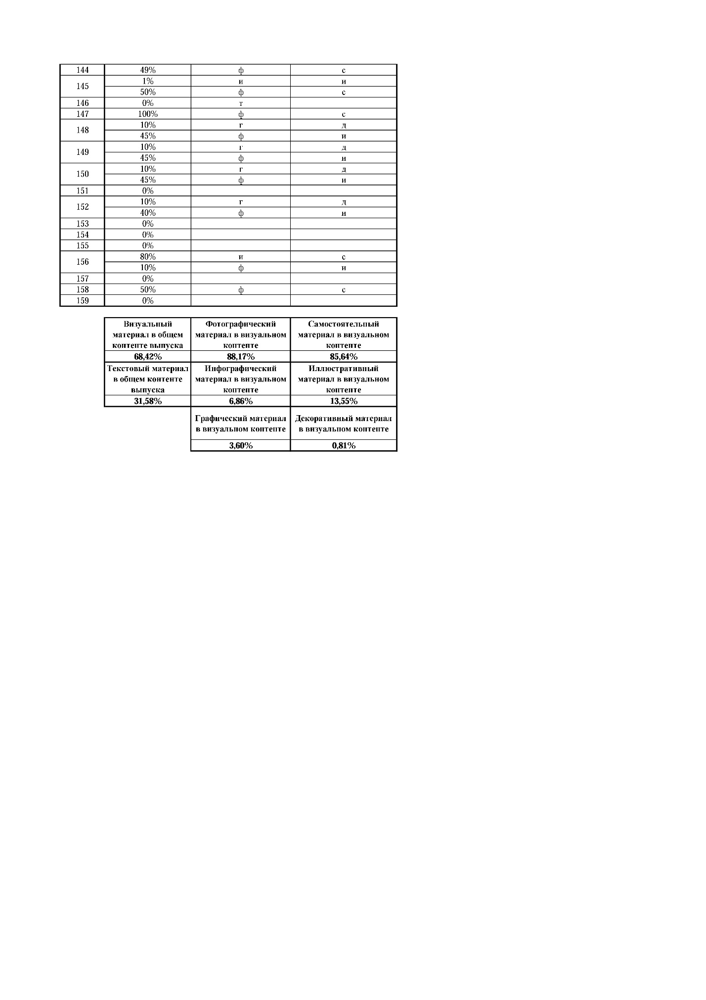 144 49% ф с
145 1% и и
50% ф с
146 0% т
147 100% ф с
148 10% г д
45% ф и
149 10% г д
45% ф и
150 10% г д
45% ф и
151 0%
152 10% г д
40% ф и
153 0%
154 0%
155 0%
156 80% и с
10% ф и
157 0%
158 50% ф с
159 0%
Визуальный
материал в общем
контенте выпуска
Фотографический
материал в визуальном
контенте
Самостоятельный
материал в визуальном
контенте
68,42% 88,17% 85,64%
Текстовый материал
в общем контенте
выпуска
Инфографический
материал в визуальном
контенте
Иллюстративный
материал в визуальном
контенте
31,58% 6,86% 13,55%
Графический материал
в визуальном контенте
Декоративный материал
в визуальном контенте
3,60% 0,81%